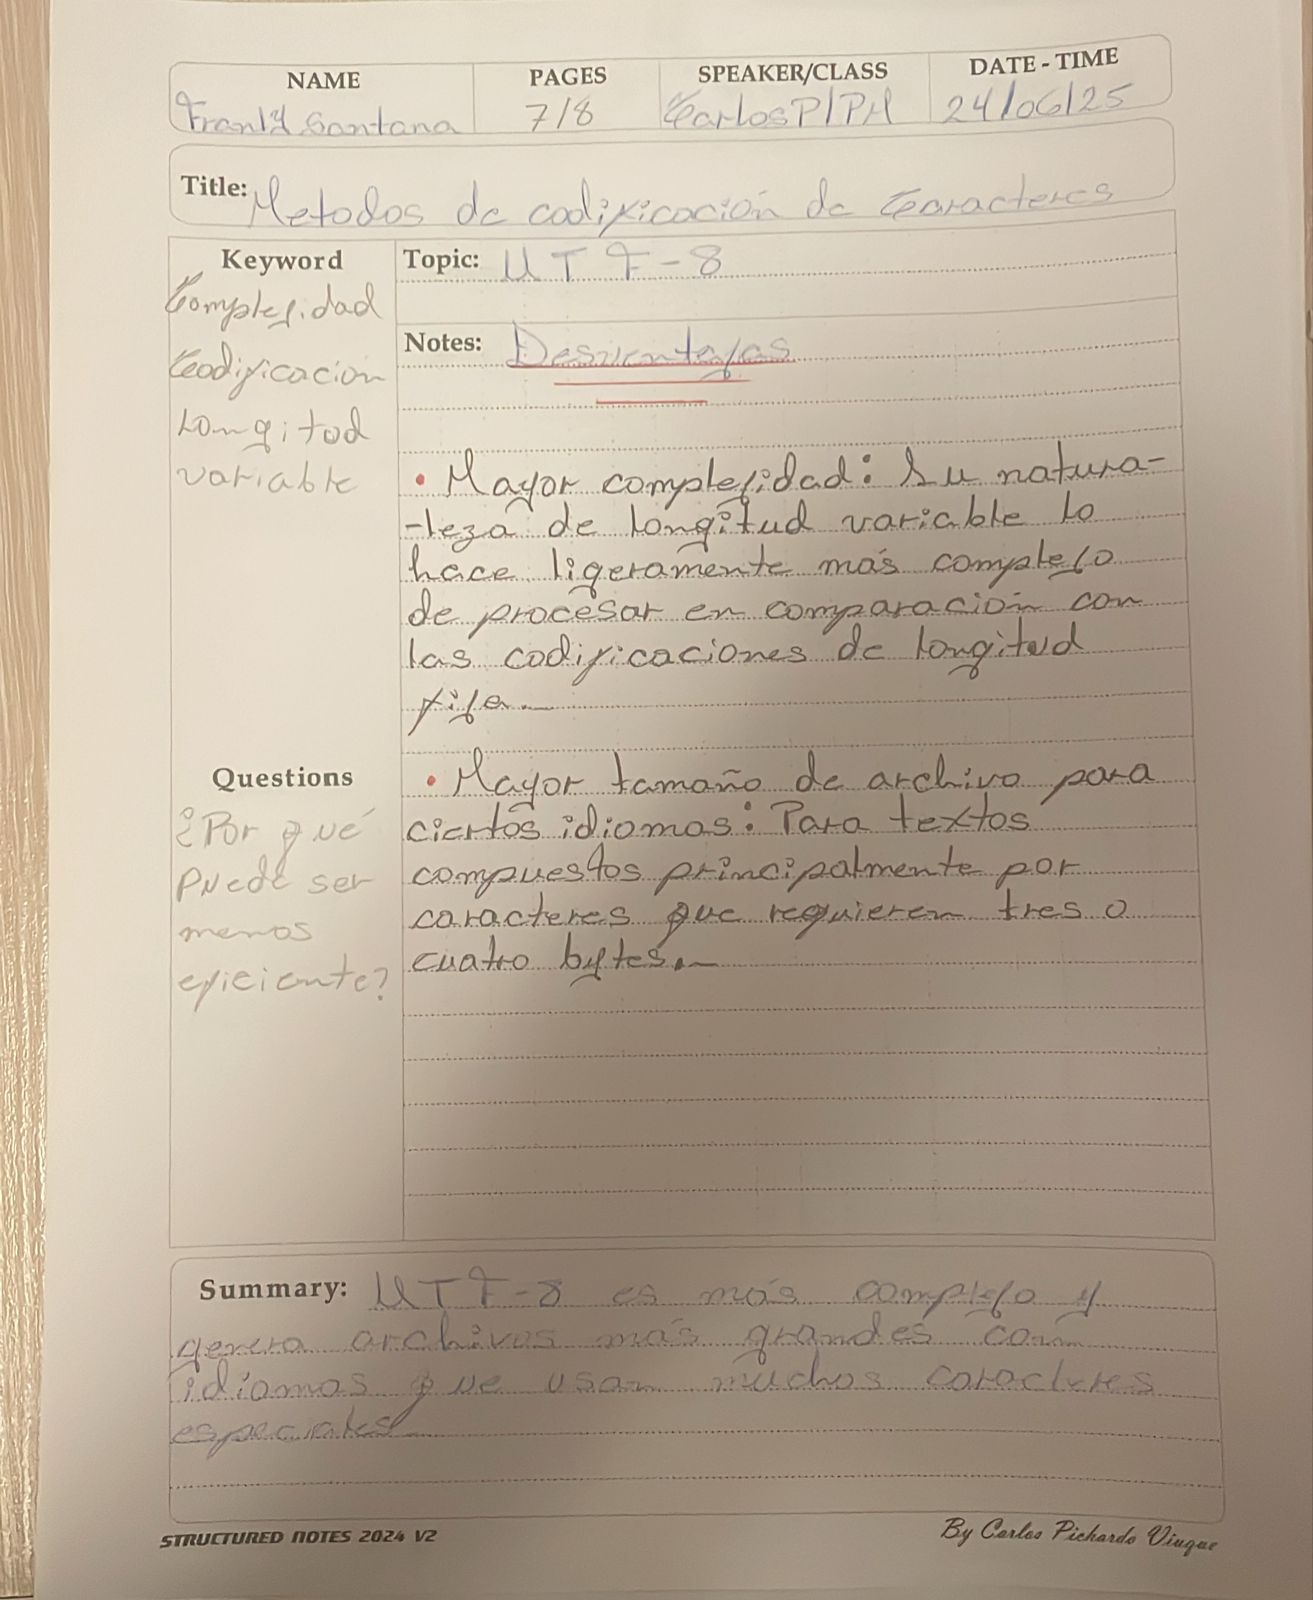 NAME PAGES SPEAKER/CLASS DATE - TIME
Franly Santana 7/8 CarlosP/PH 24/06/25
Title: Metodos de codificación de Caracteres
Keyword
Complejidad
Codificacion
Longitud
variable
Topic: UTF-8
Notes: Desventajas
• Mayor complejidad: Su natura-
-leza de longitud variable lo
hace ligeramente más complejo
de procesar en comparación con
las codificaciones de longitud
fija.
Questions
¿Por qué
Puede ser
menos
eficiente?
• Mayor tamaño de archivo para
ciertos idiomas: Para textos
compuestos principalmente por
caracteres que requieren tres o
cuatro bytes.
Summary: UTF-8 es más complejo y
genera archivos más grandes con
idiomas que usan muchos caracteres
especiales
STRUCTURED NOTES 2024 V2
By Carlos Pichardo Viuque